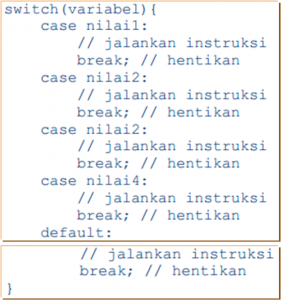 switch(variabel){
    case nilai1:
        // jalankan instruksi
        break; // hentikan
    case nilai2:
        // jalankan instruksi
        break; // hentikan
    case nilai2:
        // jalankan instruksi
        break; // hentikan
    case nilai4:
        // jalankan instruksi
        break; // hentikan
    default:
        // jalankan instruksi
        break; // hentikan
}